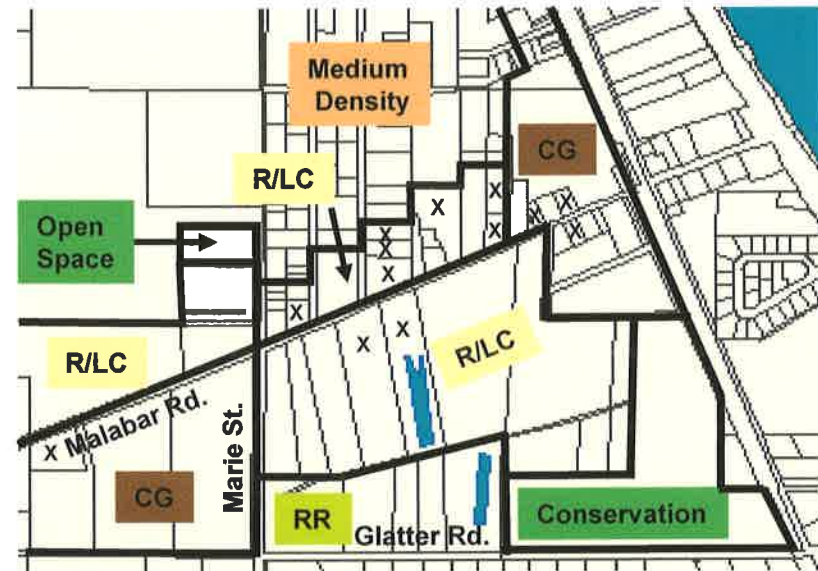 Medium
Density
CG
R/LC
X
X X
X
X
X
X
X
X
Open
Space
X
X
X
R/LC
R/LC
Malabar Rd.
X
Marie St.
CG
RR
Glatter Rd.
Conservation